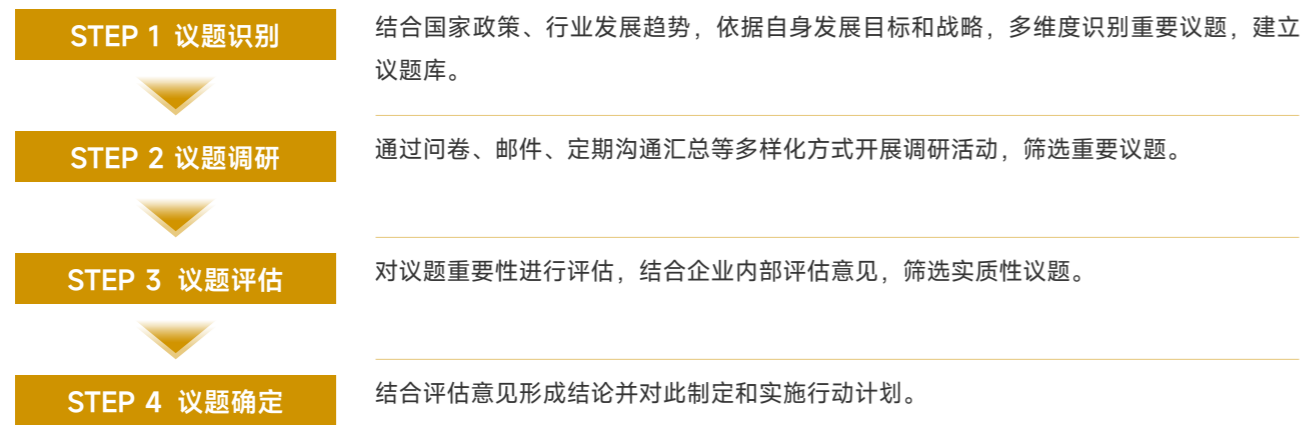 STEP 1 议题识别
结合国家政策、行业发展趋势，依据自身发展目标和战略，多维度识别重要议题，建立
议题库。
STEP 2 议题调研
通过问卷、邮件、定期沟通汇总等多样化方式开展调研活动，筛选重要议题。
STEP 3 议题评估
对议题重要性进行评估，结合企业内部评估意见，筛选实质性议题。
STEP 4 议题确定
结合评估意见形成结论并对此制定和实施行动计划。